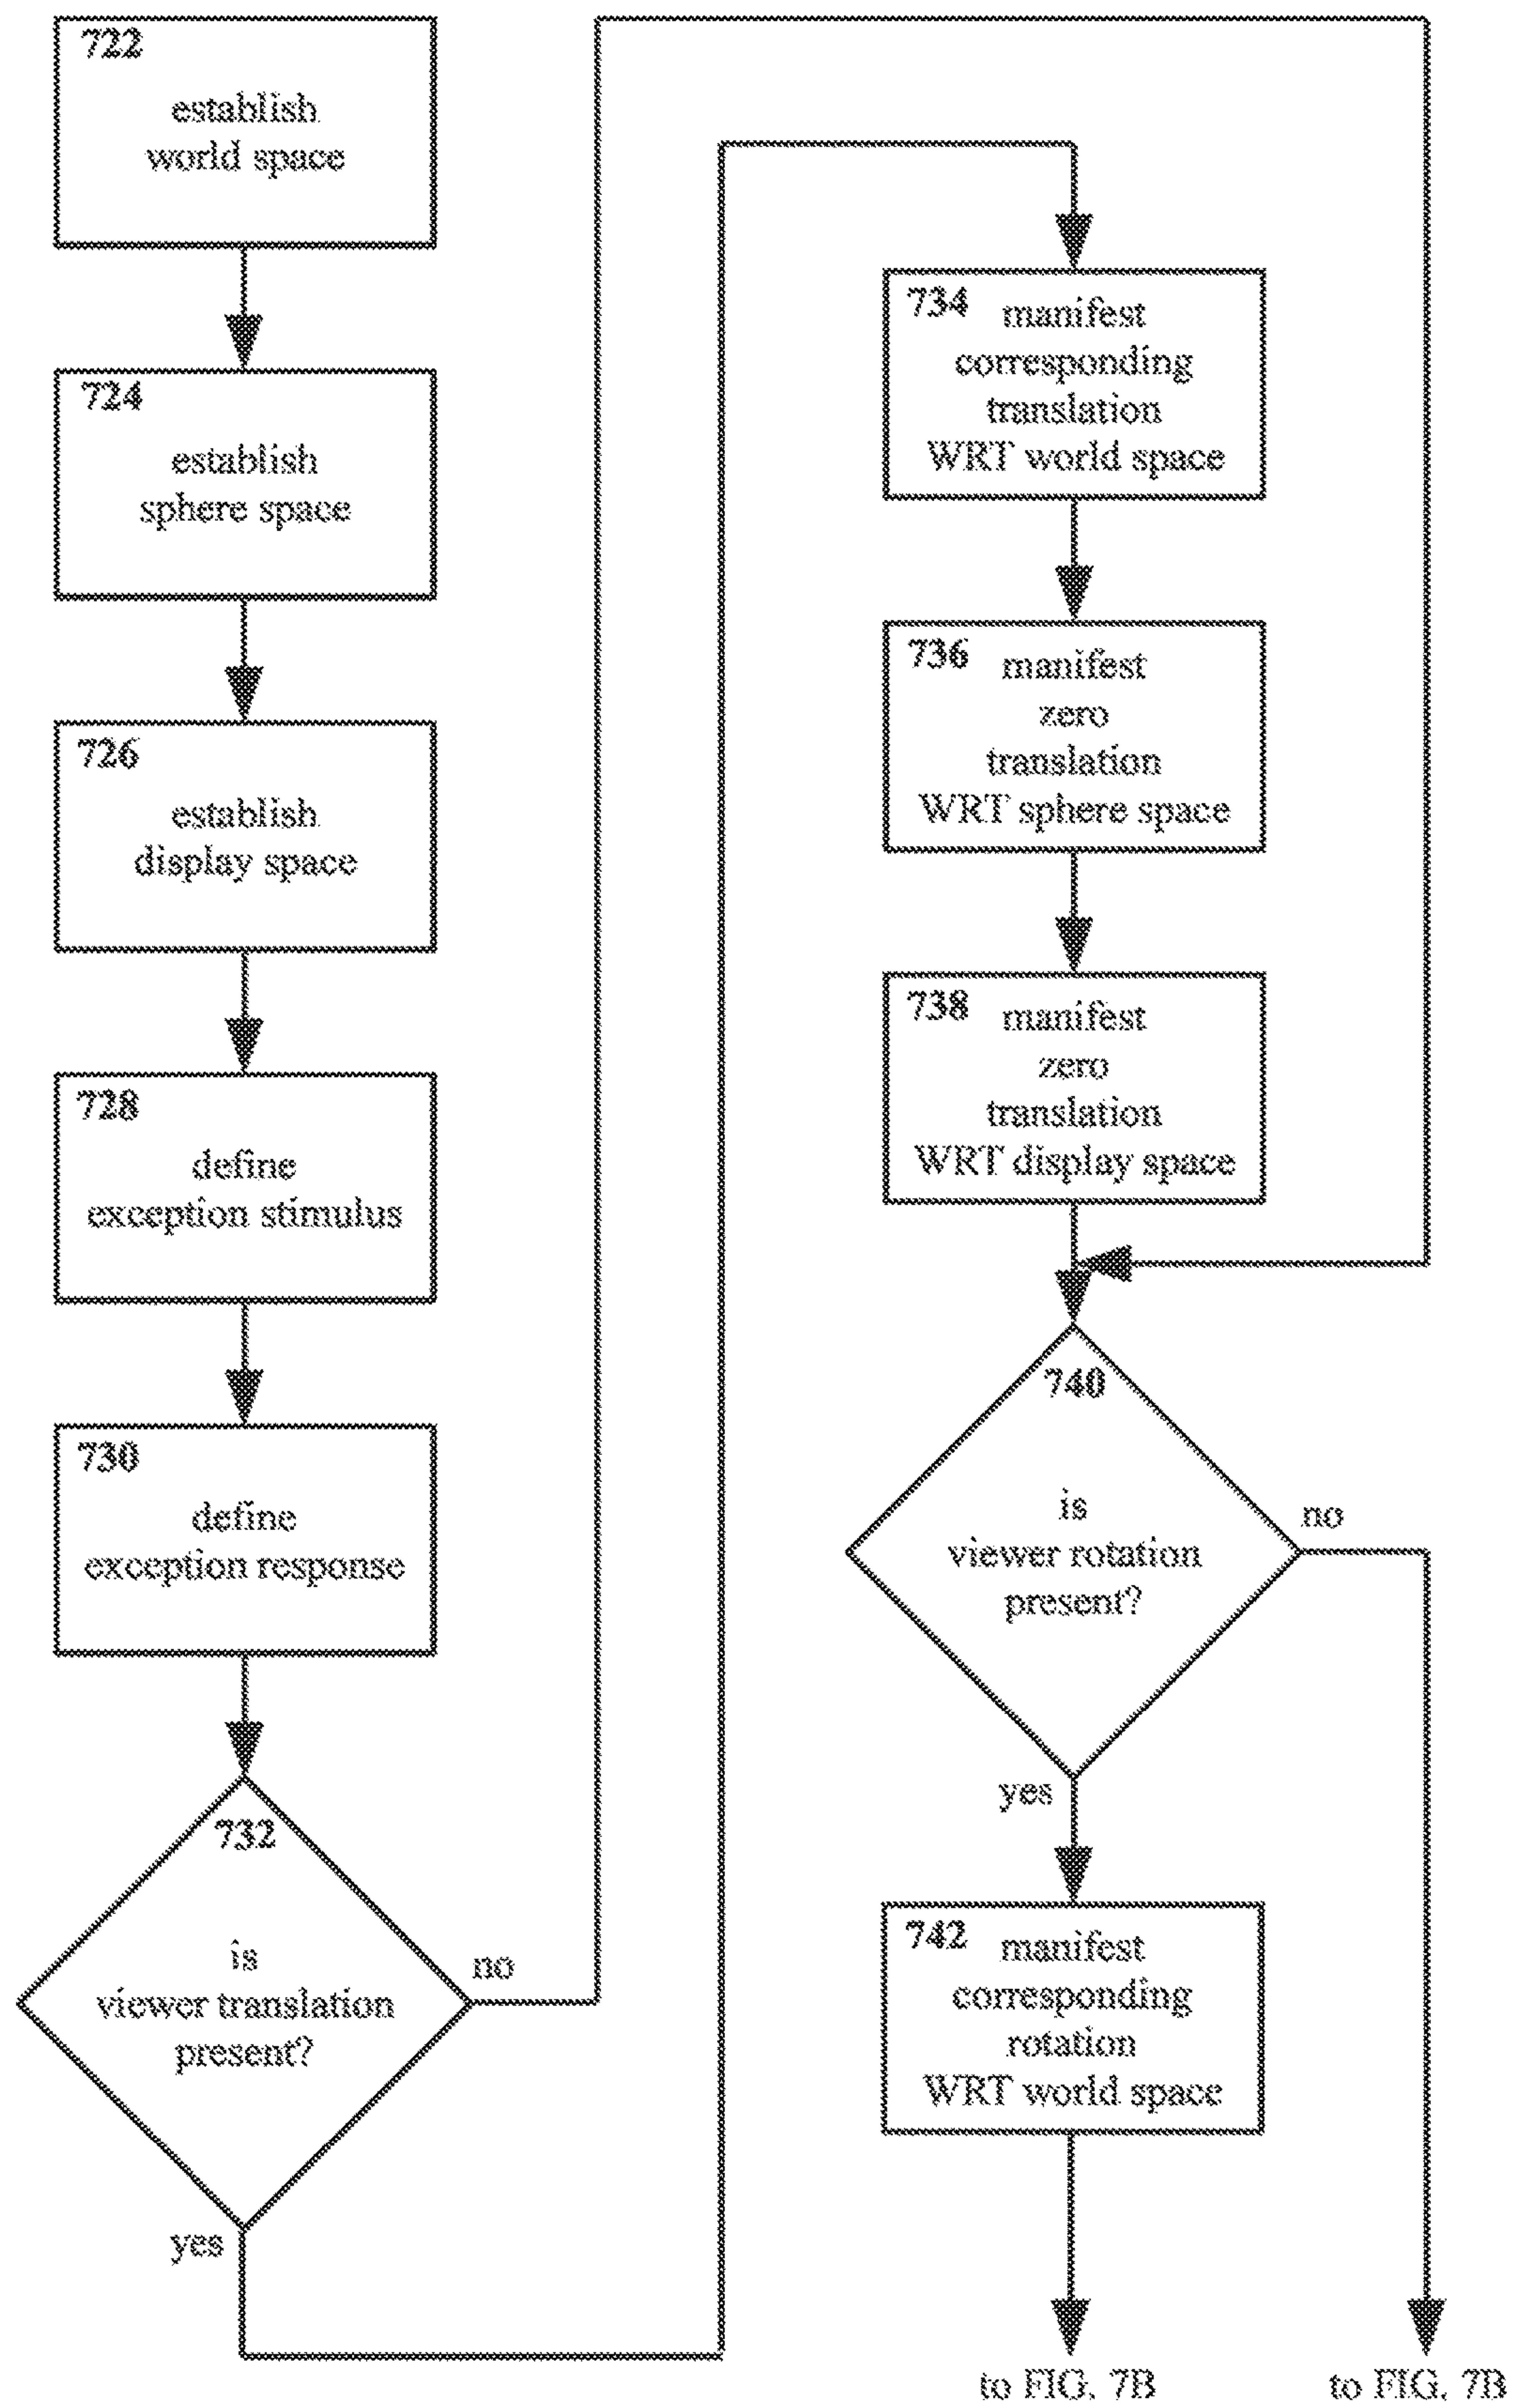 722
establish
world space
724
establish
sphere space
726
establish
display space
728
define
exception stimulus
730
define
exception response
732
is
viewer translation
present?
no
yes
734
manifest
corresponding
translation
WRT world space
736
manifest
zero
translation
WRT sphere space
738
manifest
zero
translation
WRT display space
740
is
viewer rotation
present?
no
yes
742
manifest
corresponding
rotation
WRT world space
to FIG. 7B
to FIG. 7B